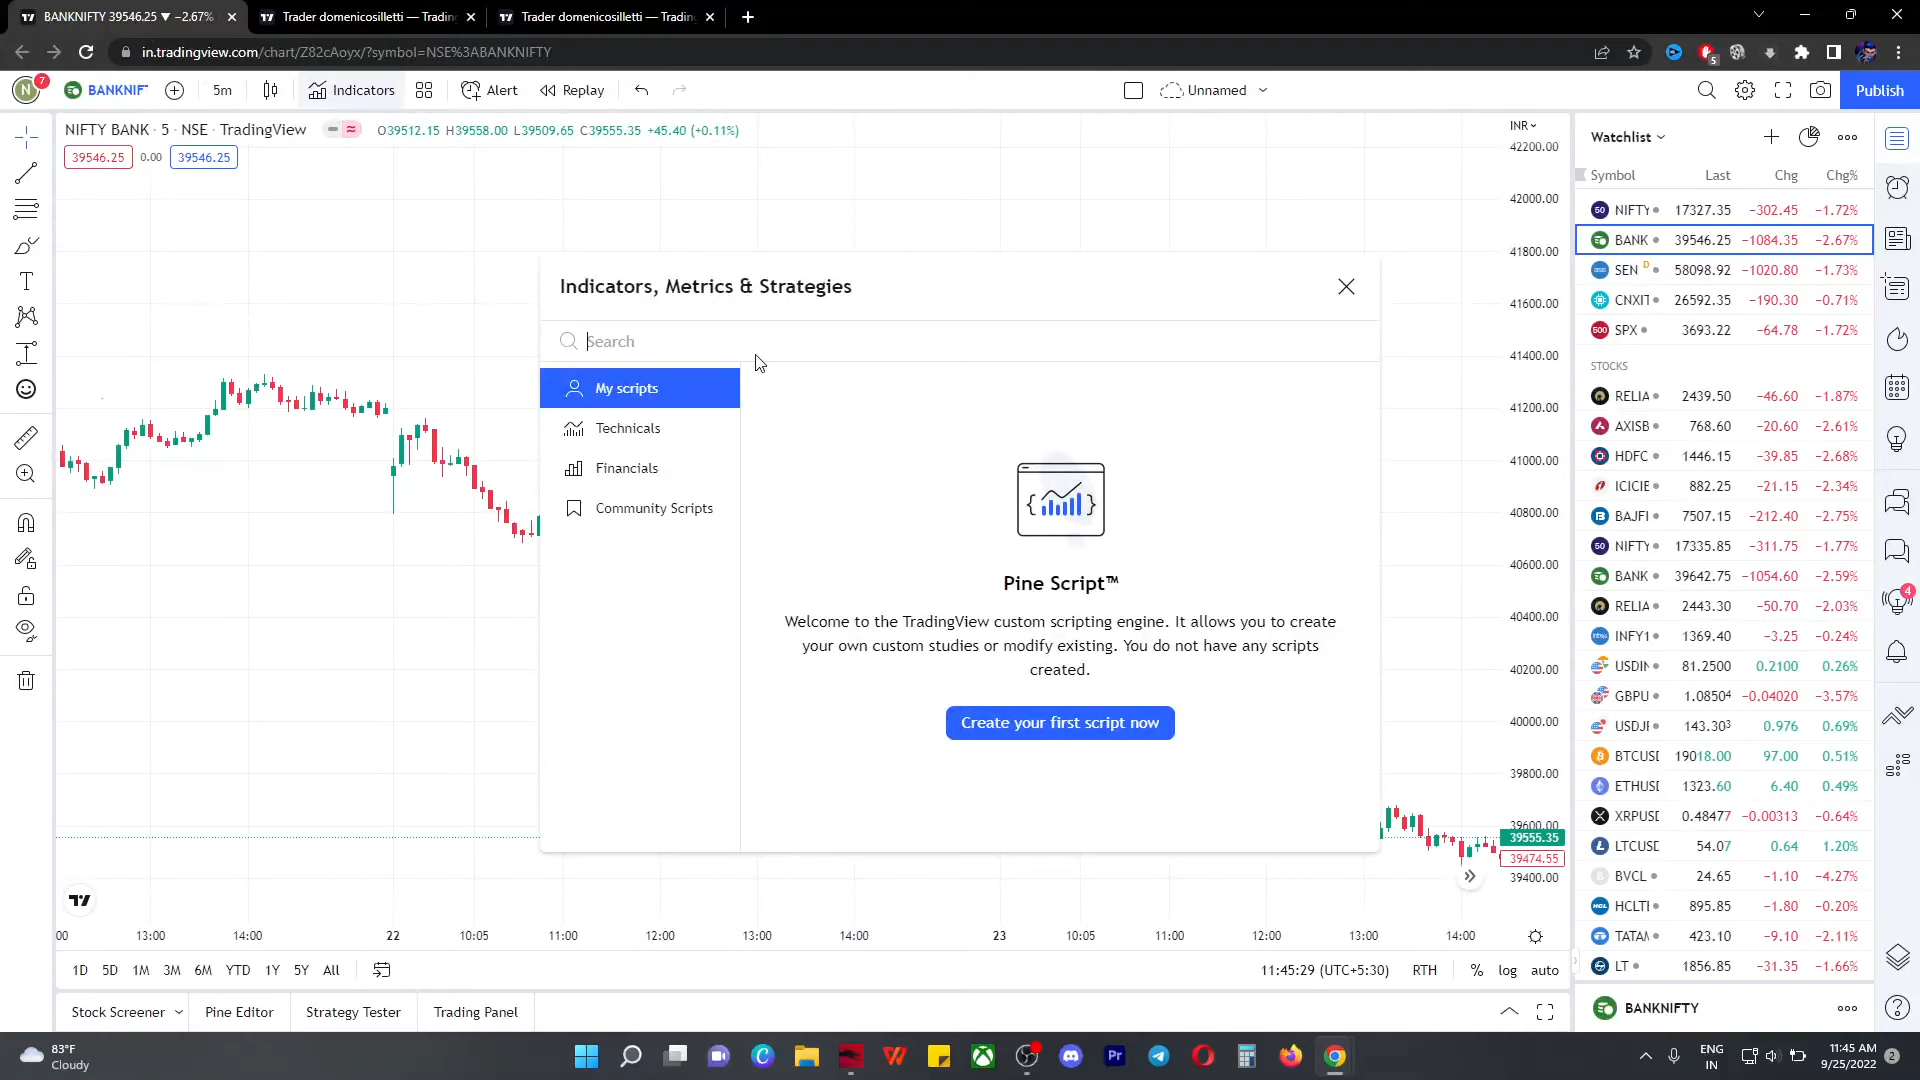 BANKNIFTY 39546.25 ▼ −2.67%
Trader domenicosilletti — Trading
Trader domenicosilletti — Trading
in.tradingview.com/chart/Z82cAoyx/?symbol=NSE%3ABANKNIFTY
5
N
7
BANKNIF
5m
Indicators
Alert
Replay
Unnamed
Publish
NIFTY BANK · 5 · NSE · TradingView
O39512.15 H39558.00 L39509.65 C39555.35 +45.40 (+0.11%)
39546.25
0.00
39546.25
INR
42200.00
42000.00
41800.00
41600.00
41400.00
41200.00
41000.00
40800.00
40600.00
40400.00
40200.00
40000.00
39800.00
39600.00
39555.35
39474.55
39400.00
Indicators, Metrics & Strategies
Search
My scripts
Technicals
Financials
Community Scripts
Pine Script™
Welcome to the TradingView custom scripting engine. It allows you to create
your own custom studies or modify existing. You do not have any scripts
created.
Create your first script now
13:00
14:00
22
10:05
11:00
12:00
13:00
14:00
23
10:05
11:00
12:00
13:00
14:00
1D 5D 1M 3M 6M YTD 1Y 5Y All
11:45:29 (UTC+5:30)
RTH
%
log
auto
Stock Screener
Pine Editor
Strategy Tester
Trading Panel
Watchlist
Symbol Last Chg Chg%
50 NIFTY 17327.35 −302.45 −1.72%
BANK 39546.25 −1084.35 −2.67%
SEN D 58098.92 −1020.80 −1.73%
CNXIT 26592.35 −190.30 −0.71%
500 SPX 3693.22 −64.78 −1.72%
STOCKS
RELIA 2439.50 −46.60 −1.87%
AXISB 768.60 −20.60 −2.61%
HDFC 1446.15 −39.85 −2.68%
ICICIE 882.25 −21.15 −2.34%
BAJFI 7507.15 −212.40 −2.75%
50 NIFTY 17335.85 −311.75 −1.77%
BANK 39642.75 −1054.60 −2.59%
RELIA 2443.30 −50.70 −2.03%
INFY1 1369.40 −3.25 −0.24%
USDIN 81.2500 0.2100 0.26%
GBPU 1.08504 −0.04020 −3.57%
USDJF 143.303 0.976 0.69%
BTCUSD 19018.00 97.00 0.51%
ETHUSD 1323.60 6.40 0.49%
XRPUSD 0.48477 −0.00313 −0.64%
LTCUSD 54.07 0.64 1.20%
BVCL 24.65 −1.10 −4.27%
HCLTE 895.85 −1.80 −0.20%
TATAM 423.10 −9.10 −2.11%
LT 1856.85 −31.35 −1.66%
BANKNIFTY
4
83°F
Cloudy
Pr
ENG
IN
11:45 AM
9/25/2022
2